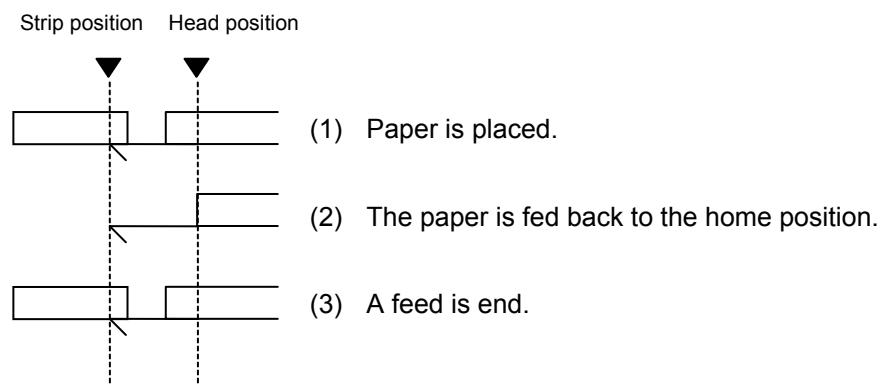 Strip position Head position
(1) Paper is placed.
(2) The paper is fed back to the home position.
(3) A feed is end.